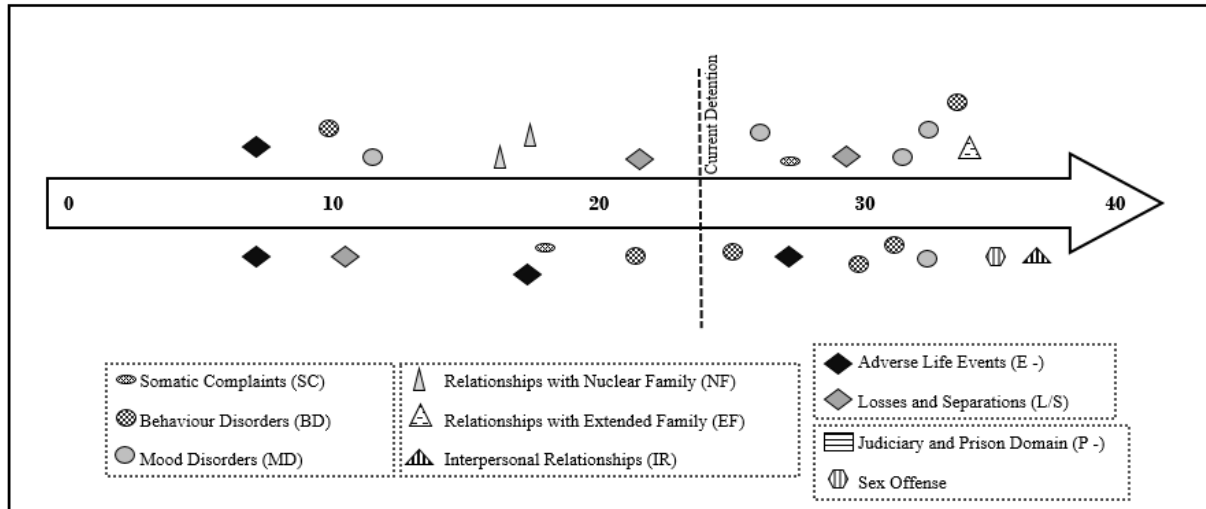 Current Detention
0 10 20 30 40
Somatic Complaints (SC)
Behaviour Disorders (BD)
Mood Disorders (MD)
Relationships with Nuclear Family (NF)
Relationships with Extended Family (EF)
Interpersonal Relationships (IR)
Adverse Life Events (E -)
Losses and Separations (L/S)
Judiciary and Prison Domain (P -)
Sex Offense